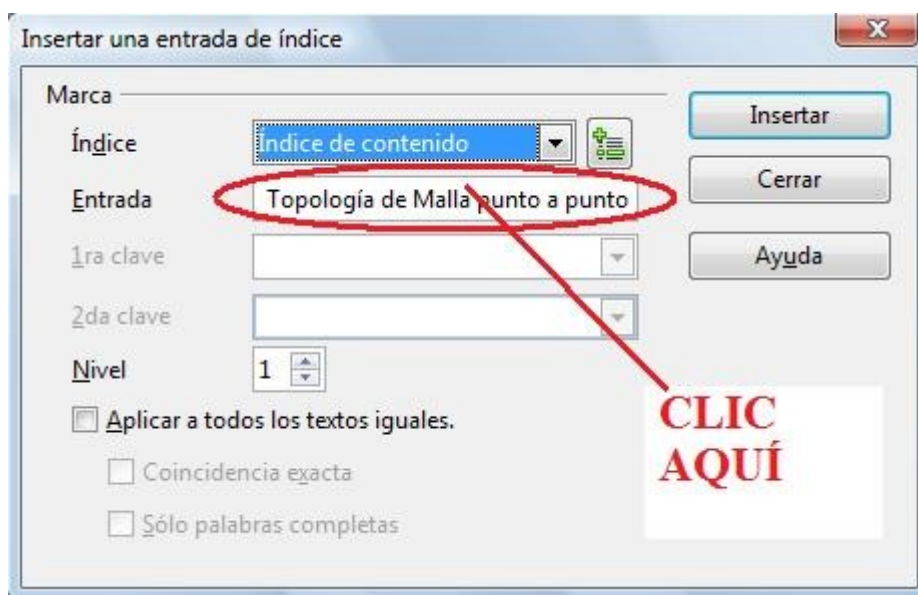 Insertar una entrada de índice
Marca
Índice
Índice de contenido
Insertar
Entrada
Topología de Malla punto a punto
Cerrar
1ra clave
Ayuda
2da clave
Nivel
1
Aplicar a todos los textos iguales.
CLIC
AQUÍ
Coincidencia exacta
Sólo palabras completas